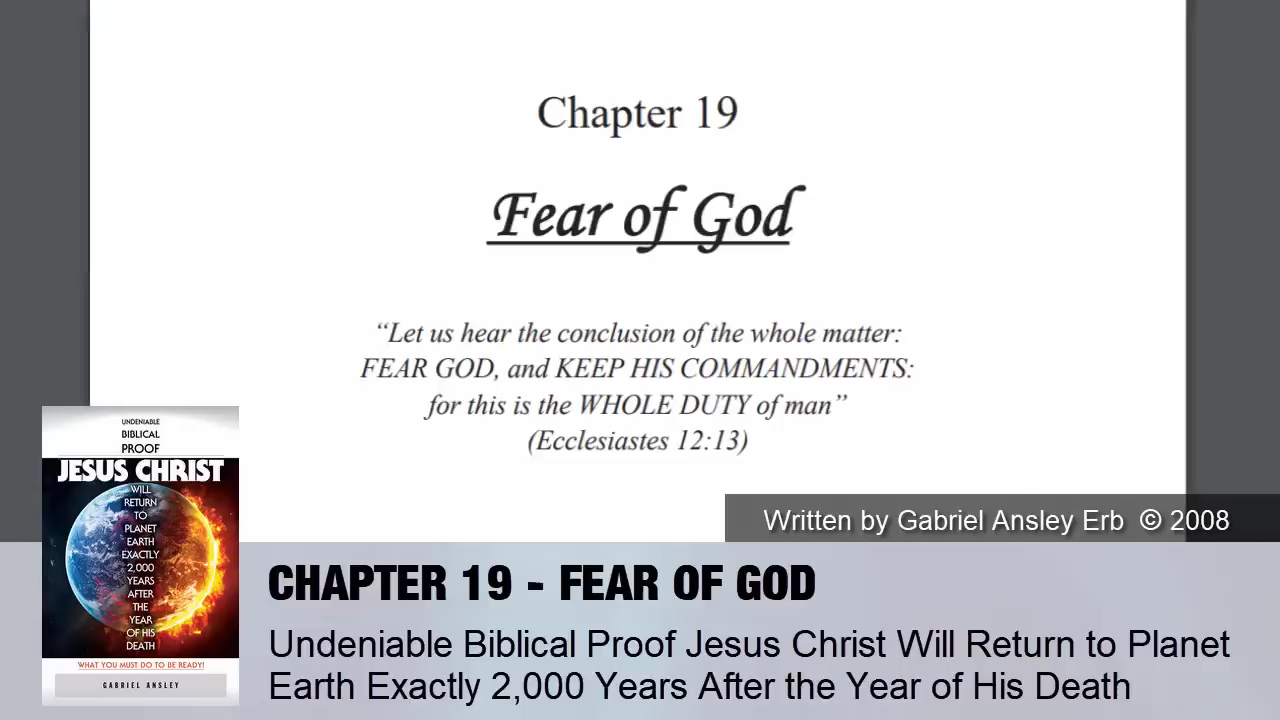 Chapter 19
Fear of God
“Let us hear the conclusion of the whole matter:
FEAR GOD, and KEEP HIS COMMANDMENTS:
for this is the WHOLE DUTY of man”
(Ecclesiastes 12:13)
Written by Gabriel Ansley Erb © 2008
UNDENIABLE
BIBLICAL
PROOF
JESUS CHRIST
WILL
RETURN
TO
PLANET
EARTH
EXACTLY
2,000
YEARS
AFTER
THE
YEAR
OF HIS
DEATH
WHAT YOU MUST DO TO BE READY!
GABRIEL ANSLEY
CHAPTER 19 - FEAR OF GOD
Undeniable Biblical Proof Jesus Christ Will Return to Planet
Earth Exactly 2,000 Years After the Year of His Death